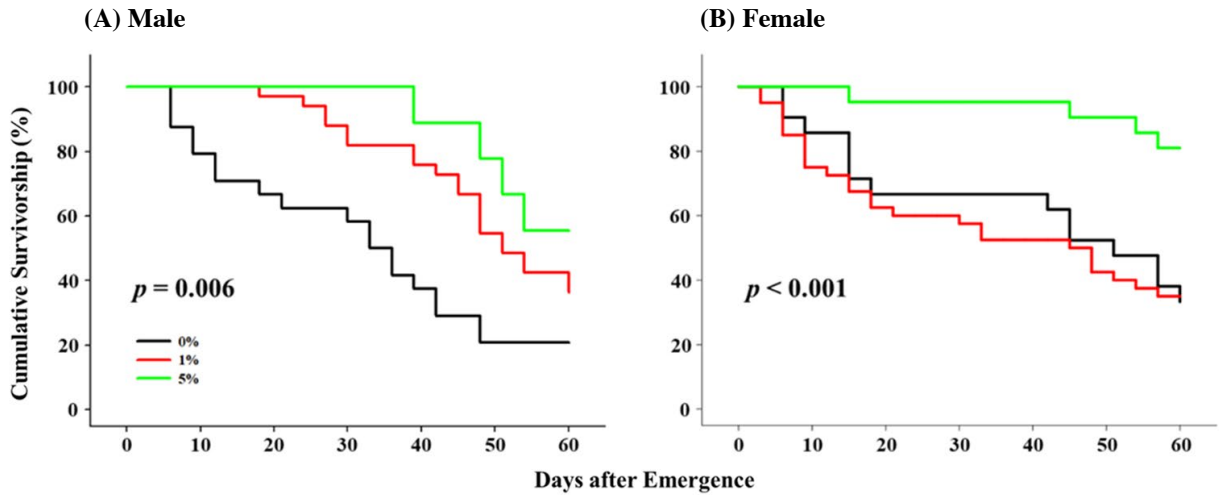 (A) Male
(B) Female
Cumulative Survivorship (%)
100
80
60
40
20
0
p = 0.006
0%
1%
5%
0 10 20 30 40 50 60
100
80
60
40
20
0
p < 0.001
0 10 20 30 40 50 60
Days after Emergence